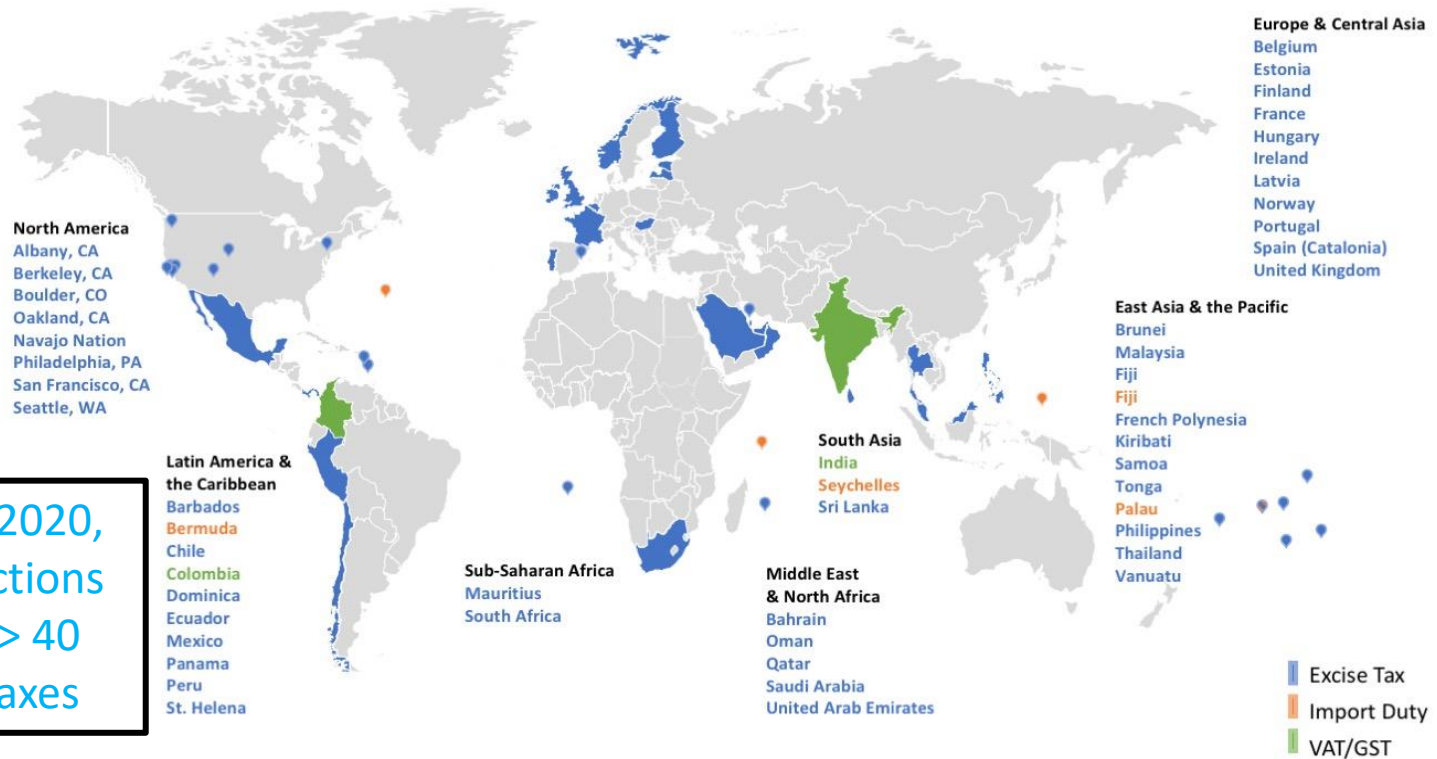 Europe & Central Asia
Belgium
Estonia
Finland
France
Hungary
Ireland
Latvia
Norway
Portugal
Spain (Catalonia)
United Kingdom
North America
Albany, CA
Berkeley, CA
Boulder, CO
Oakland, CA
Navajo Nation
Philadelphia, PA
San Francisco, CA
Seattle, WA
East Asia & the Pacific
Brunei
Malaysia
Fiji
Fiji
French Polynesia
Kiribati
Samoa
Tonga
Palau
Philippines
Thailand
Vanuatu
South Asia
India
Seychelles
Sri Lanka
Latin America &
the Caribbean
Barbados
Bermuda
Chile
Colombia
Dominica
Ecuador
Mexico
Panama
Peru
St. Helena
2020,
ctions
> 40
axes
Sub-Saharan Africa
Mauritius
South Africa
Middle East
& North Africa
Bahrain
Oman
Qatar
Saudi Arabia
United Arab Emirates
Excise Tax
Import Duty
VAT/GST